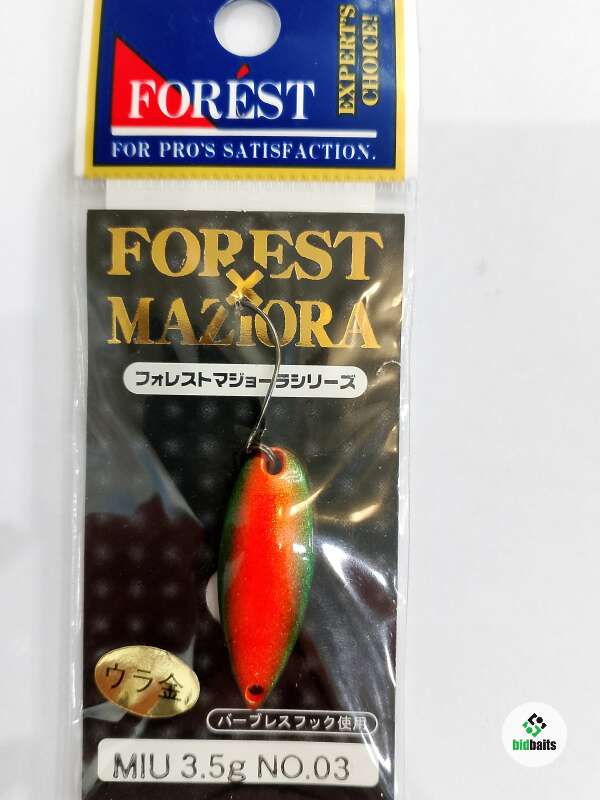 FORÉST
EXPERT'S
CHOICE!
FOR PRO'S SATISFACTION.
FOREST
×
MAZIORA
フォレストマジョーラシリーズ
ウラ金
バーブレスフック使用
MIU 3.5g NO.03
bidbaits